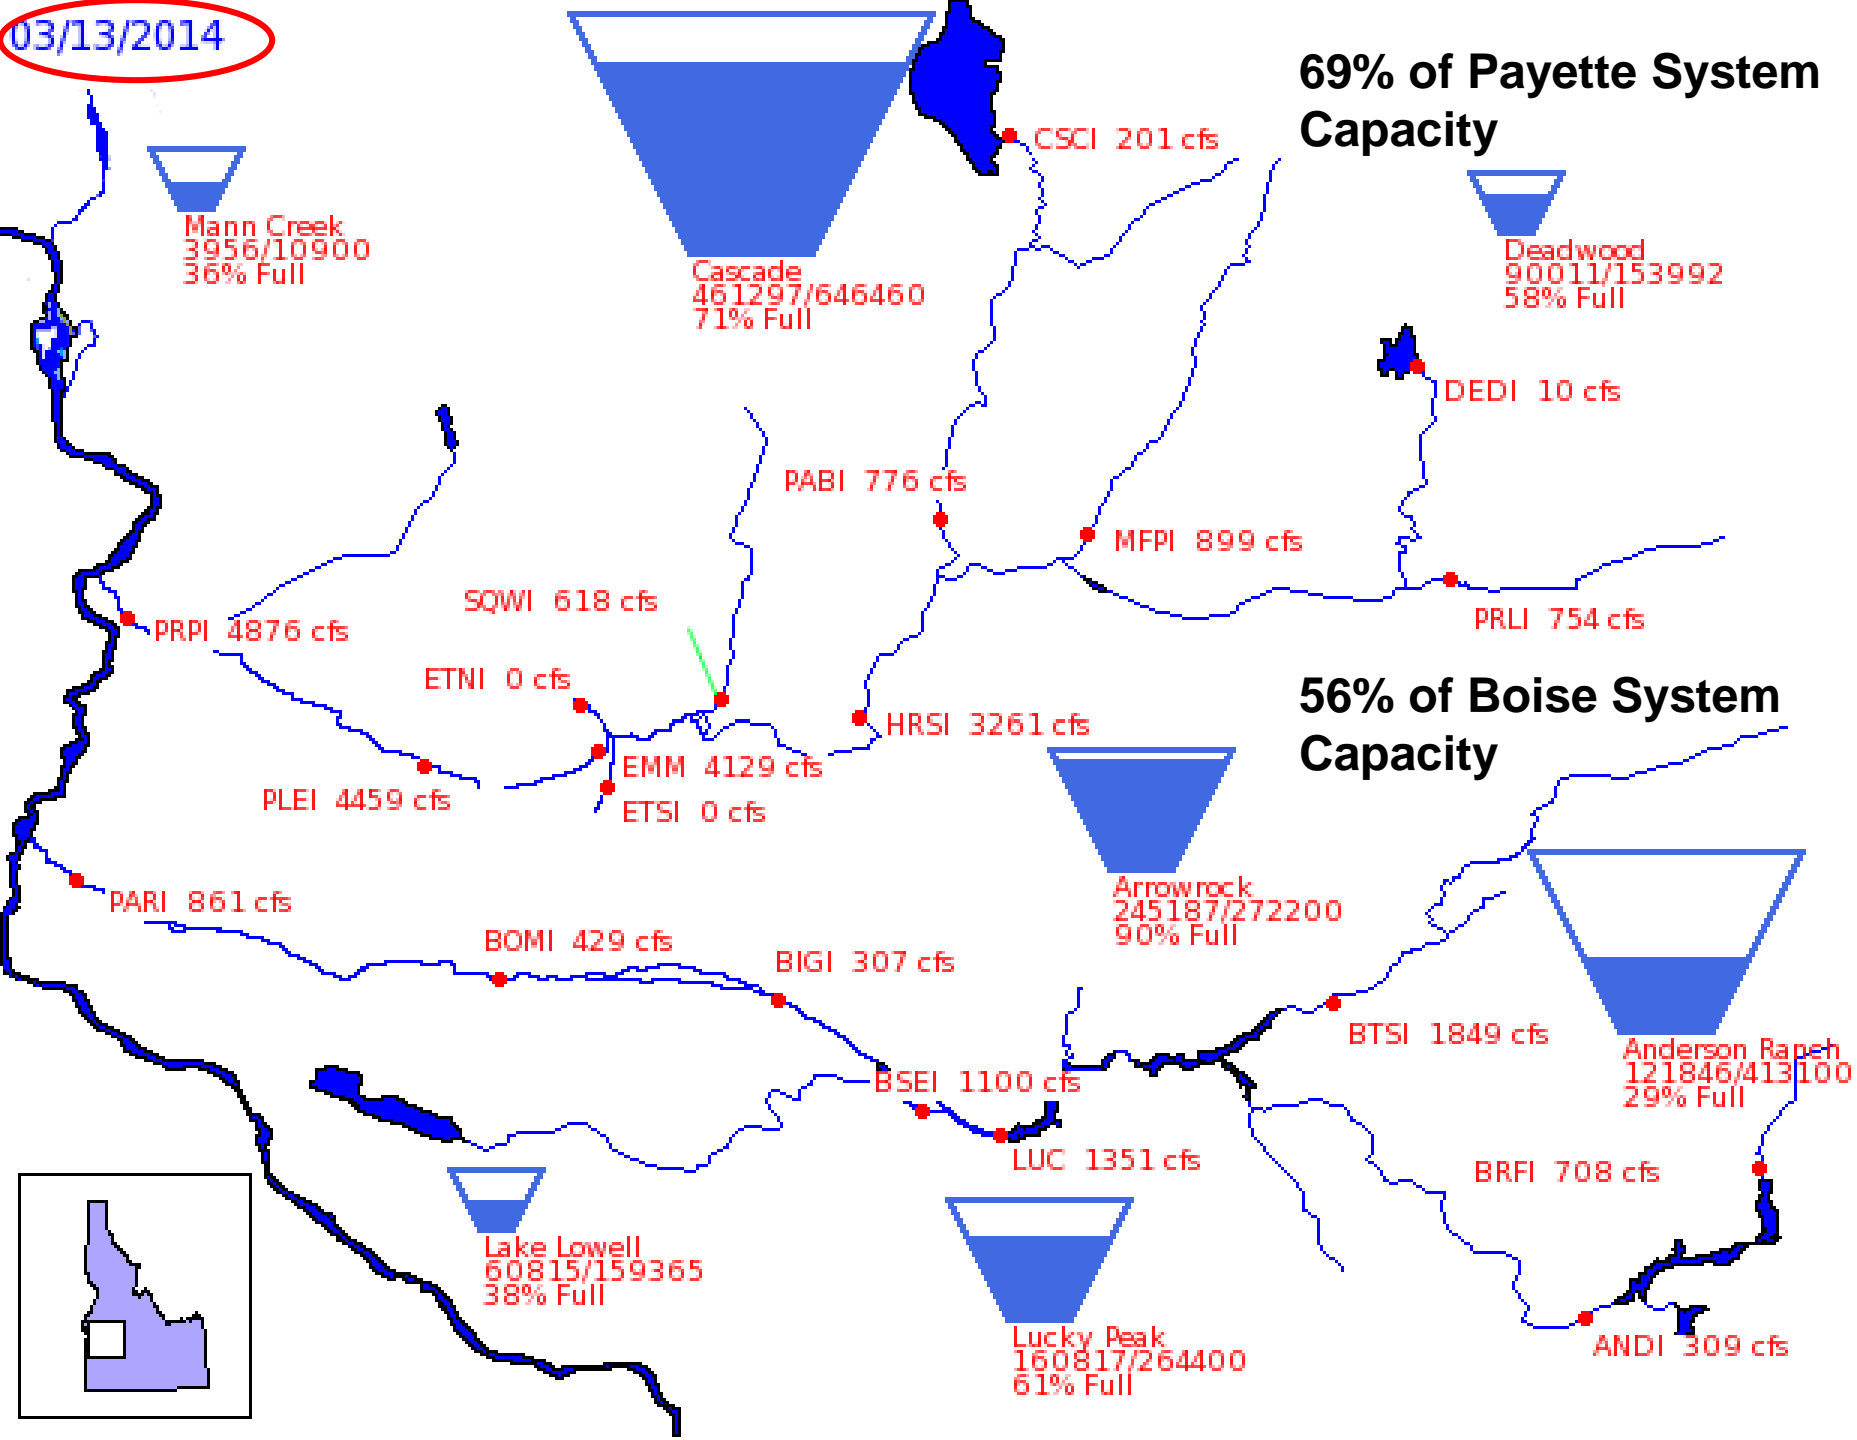 03/13/2014
69% of Payette System
Capacity
CSCI 201 cfs
Mann Creek
3956/10900
36% Full
Cascade
461297/646460
71% Full
Deadwood
90011/153992
58% Full
DEDI 10 cfs
PABI 776 cfs
MFPI 899 cfs
SQWI 618 cfs
PRPI 4876 cfs
PRLI 754 cfs
ETNI 0 cfs
HRSI 3261 cfs
56% of Boise System
Capacity
EMM 4129 cfs
PLEI 4459 cfs
ETSI 0 cfs
Arrowrock
245187/272200
90% Full
PARI 861 cfs
BOMI 429 cfs
BIGI 307 cfs
BTSI 1849 cfs
Anderson Ranch
121846/413100
29% Full
BSEI 1100 cfs
LUC 1351 cfs
BRFI 708 cfs
Lake Lowell
60815/159365
38% Full
Lucky Peak
160817/264400
61% Full
ANDI 309 cfs